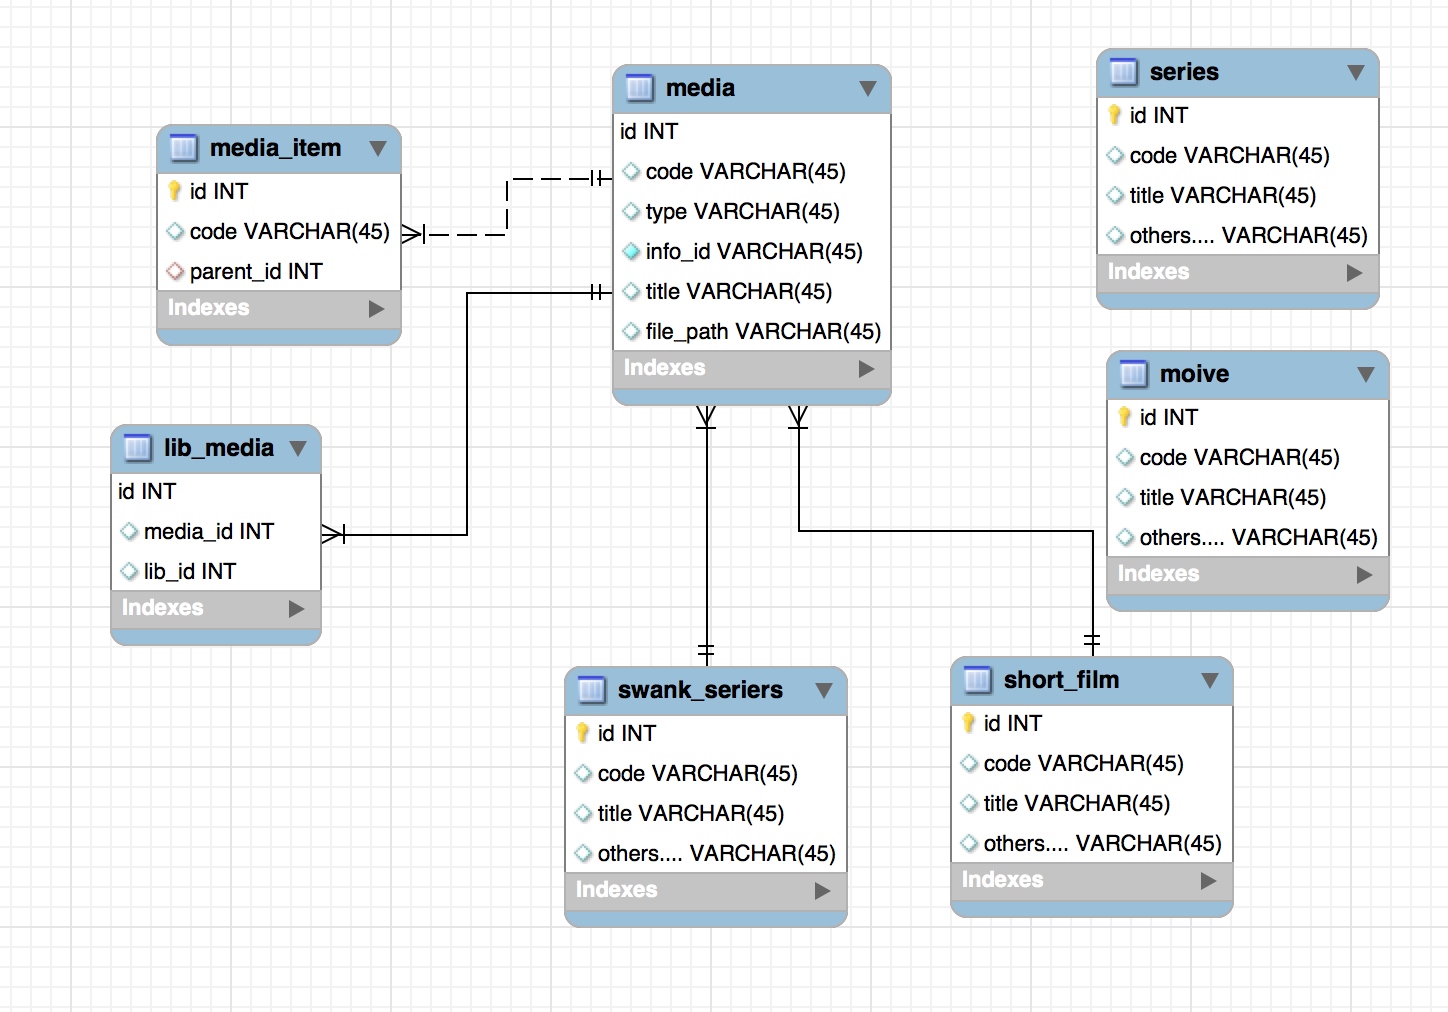 media_item
id INT
code VARCHAR(45)
parent_id INT
Indexes
media
id INT
code VARCHAR(45)
type VARCHAR(45)
info_id VARCHAR(45)
title VARCHAR(45)
file_path VARCHAR(45)
Indexes
series
id INT
code VARCHAR(45)
title VARCHAR(45)
others.... VARCHAR(45)
Indexes
moive
id INT
code VARCHAR(45)
title VARCHAR(45)
others.... VARCHAR(45)
Indexes
lib_media
id INT
media_id INT
lib_id INT
Indexes
swank_seriers
id INT
code VARCHAR(45)
title VARCHAR(45)
others.... VARCHAR(45)
Indexes
short_film
id INT
code VARCHAR(45)
title VARCHAR(45)
others.... VARCHAR(45)
Indexes